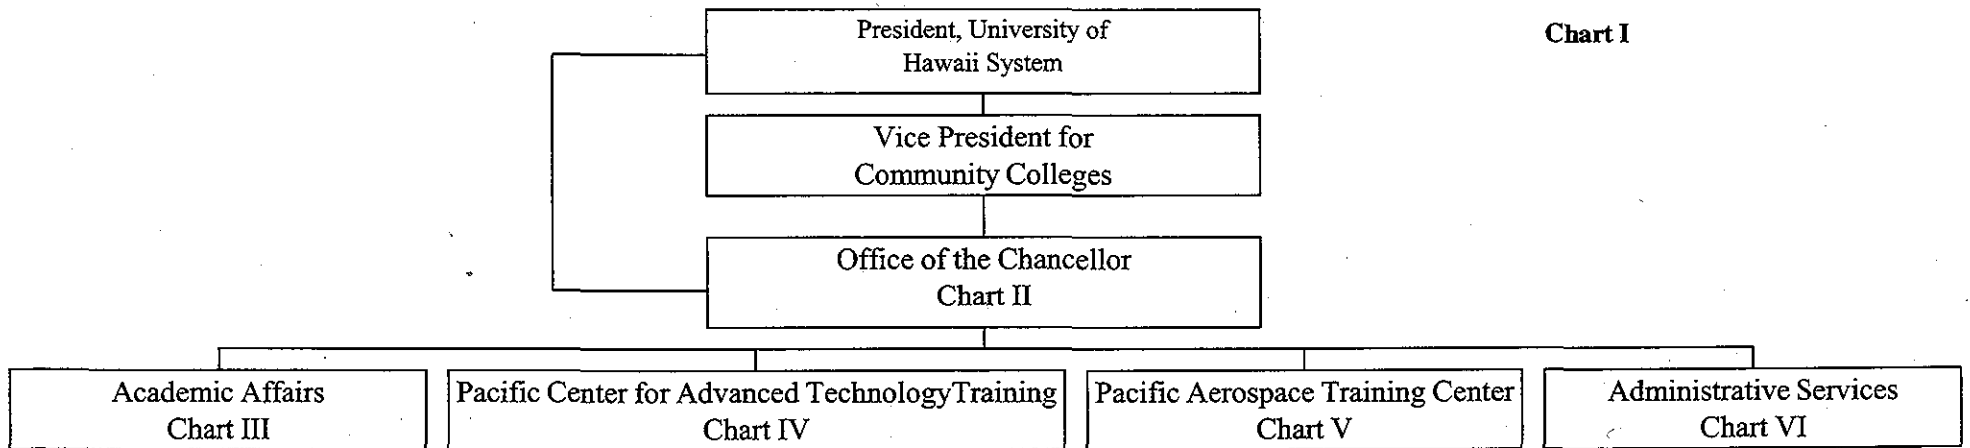 Chart I
President, University of
Hawaii System
Vice President for
Community Colleges
Office of the Chancellor
Chart II
Academic Affairs
Chart III
Pacific Center for Advanced TechnologyTraining
Chart IV
Pacific Aerospace Training Center
Chart V
Administrative Services
Chart VI